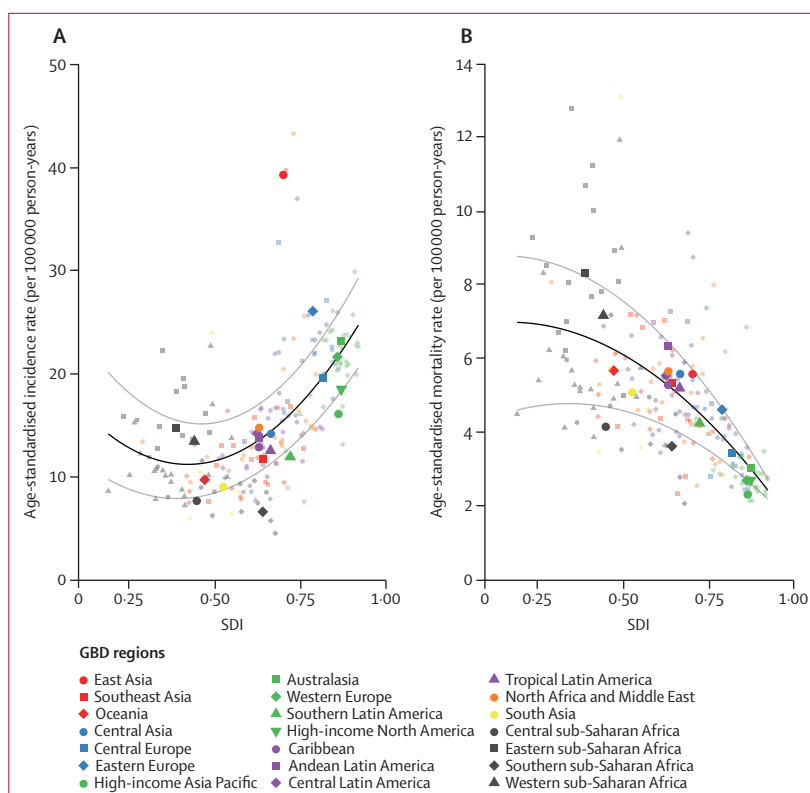 A
B
Age-standardised incidence rate (per 100 000 person-years)
50
40
30
20
10
0
0
0·25
0·50
0·75
1·00
SDI
Age-standardised mortality rate (per 100 000 person-years)
14
12
10
8
6
4
2
0
0
0·25
0·50
0·75
1·00
SDI
GBD regions
East Asia
Southeast Asia
Oceania
Central Asia
Central Europe
Eastern Europe
High-income Asia Pacific
Australasia
Western Europe
Southern Latin America
High-income North America
Caribbean
Andean Latin America
Central Latin America
Tropical Latin America
North Africa and Middle East
South Asia
Central sub-Saharan Africa
Eastern sub-Saharan Africa
Southern sub-Saharan Africa
Western sub-Saharan Africa